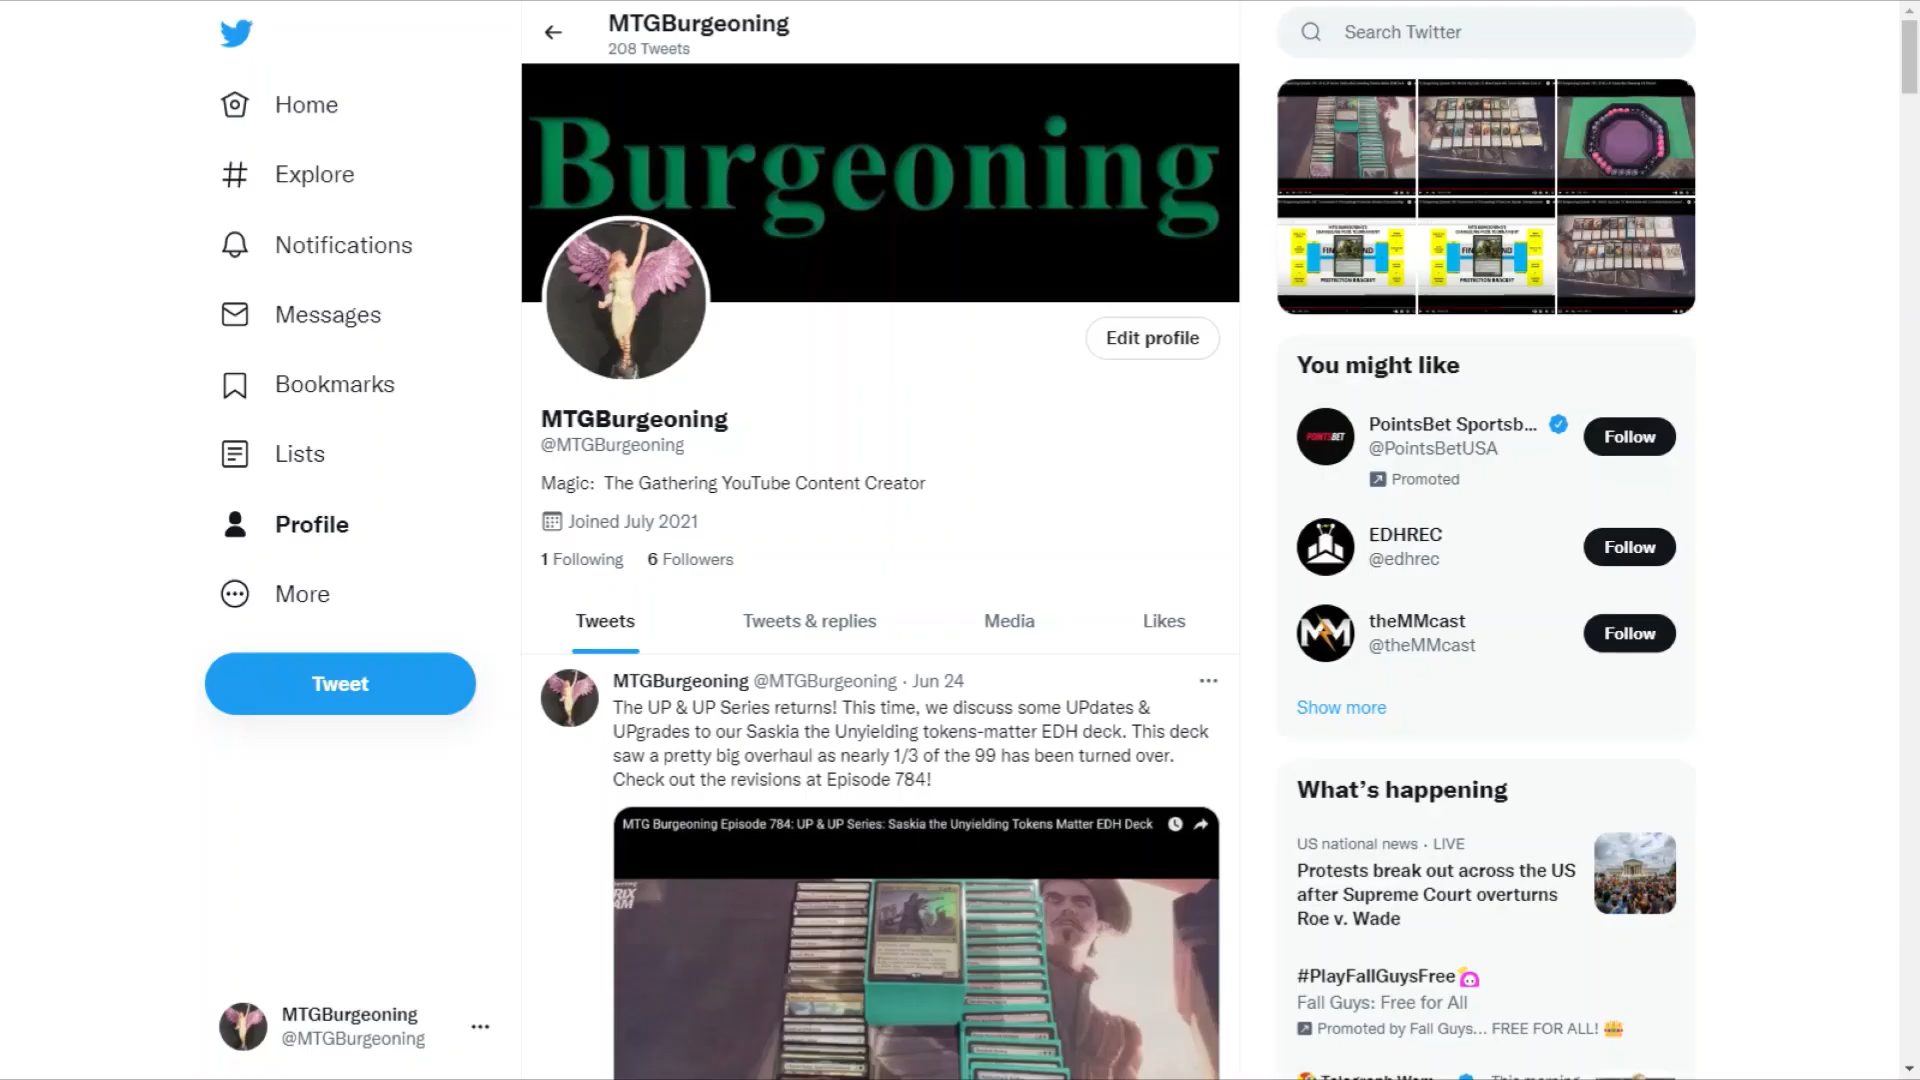 MTGBurgeoning
208 Tweets
Search Twitter
Home
Explore
Notifications
Messages
Bookmarks
Lists
Profile
More
Tweet
MTGBurgeoning
@MTGBurgeoning
Burgeoning
Edit profile
MTGBurgeoning
@MTGBurgeoning
Magic: The Gathering YouTube Content Creator
Joined July 2021
1 Following 6 Followers
Tweets
Tweets & replies
Media
Likes
MTGBurgeoning @MTGBurgeoning · Jun 24
The UP & UP Series returns! This time, we discuss some UPdates &
UPgrades to our Saskia the Unyielding tokens-matter EDH deck. This deck
saw a pretty big overhaul as nearly 1/3 of the 99 has been turned over.
Check out the revisions at Episode 784!
MTG Burgeoning Episode 784: UP & UP Series: Saskia the Unyielding Tokens Matter EDH Deck
You might like
POINTSBET
PointsBet Sportsb...
@PointsBetUSA
Promoted
Follow
EDHREC
@edhrec
Follow
theMMcast
@theMMcast
Follow
Show more
What's happening
US national news · LIVE
Protests break out across the US
after Supreme Court overturns
Roe v. Wade
#PlayFallGuysFree
Fall Guys: Free for All
Promoted by Fall Guys... FREE FOR ALL!